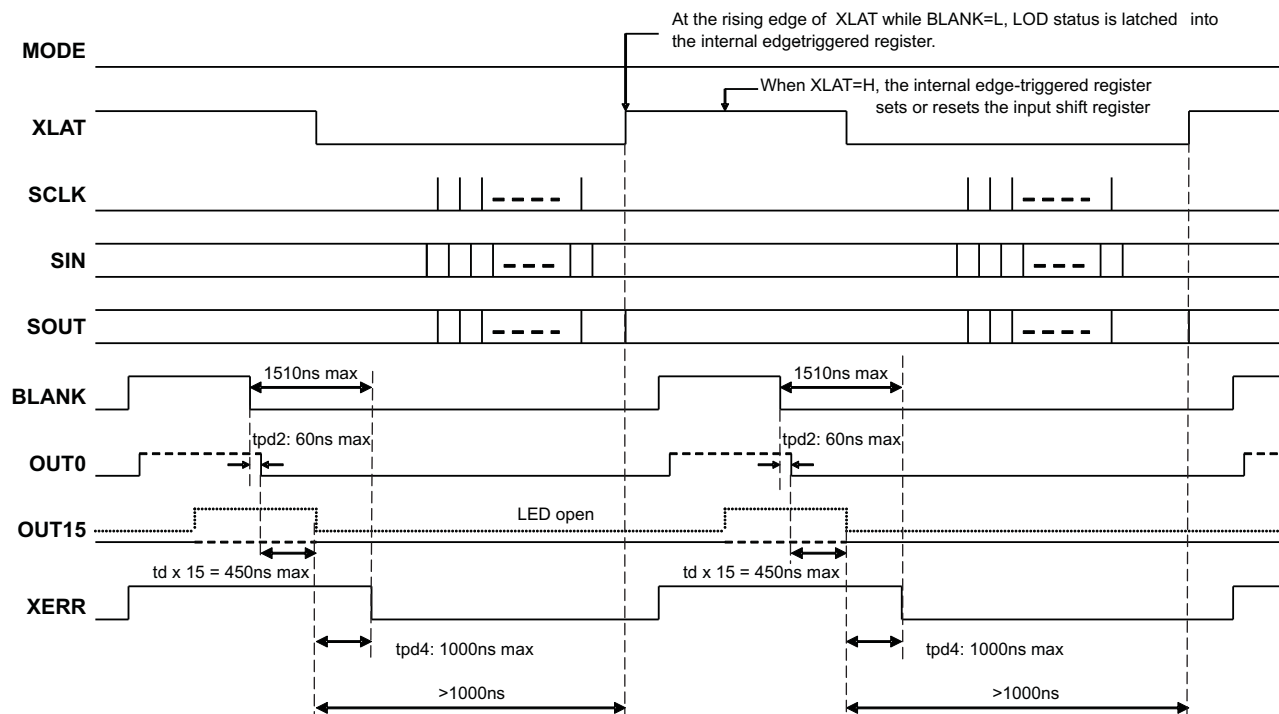 At the rising edge of XLAT while BLANK=L, LOD status is latched into
the internal edgetriggered register.
MODE
When XLAT=H, the internal edge-triggered register
sets or resets the input shift register
XLAT
SCLK
SIN
SOUT
1510ns max
1510ns max
BLANK
tpd2: 60ns max
tpd2: 60ns max
OUT0
LED open
OUT15
td x 15 = 450ns max
td x 15 = 450ns max
XERR
tpd4: 1000ns max
tpd4: 1000ns max
>1000ns
>1000ns